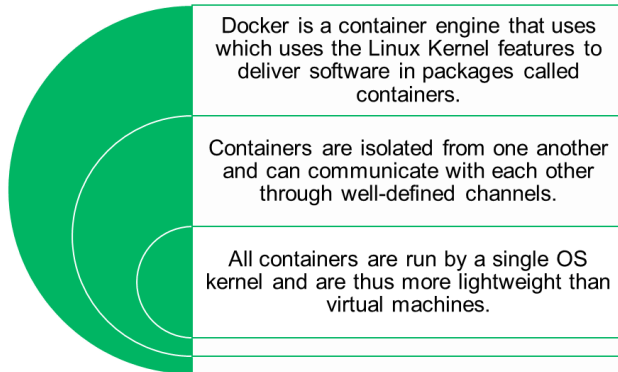 Docker is a container engine that uses
which uses the Linux Kernel features to
deliver software in packages called
containers.
Containers are isolated from one another
and can communicate with each other
through well-defined channels.
All containers are run by a single OS
kernel and are thus more lightweight than
virtual machines.